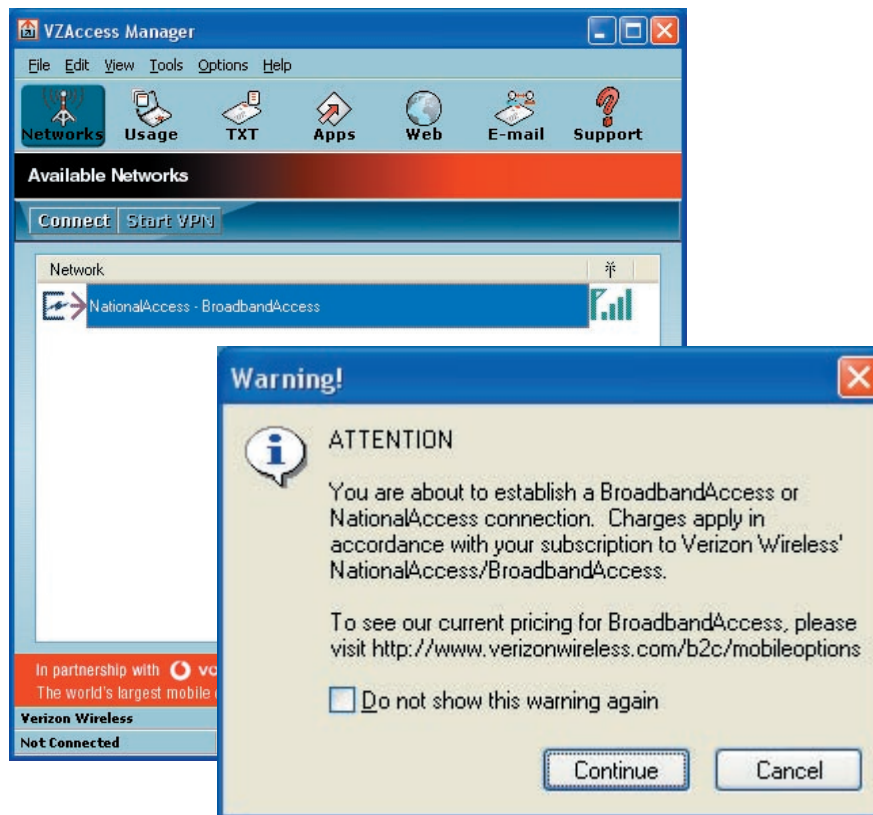 VZAccess Manager
File Edit View Tools Options Help
Networks Usage TXT Apps Web E-mail Support
Available Networks
Connect Start VPN
Network
NationalAccess - BroadbandAccess
Warning!
ATTENTION
You are about to establish a BroadbandAccess or
NationalAccess connection. Charges apply in
accordance with your subscription to Verizon Wireless'
NationalAccess/BroadbandAccess.
To see our current pricing for BroadbandAccess, please
visit http://www.verizonwireless.com/b2c/mobileoptions
Do not show this warning again
Continue Cancel
In partnership with
The world's largest mobile
Verizon Wireless
Not Connected